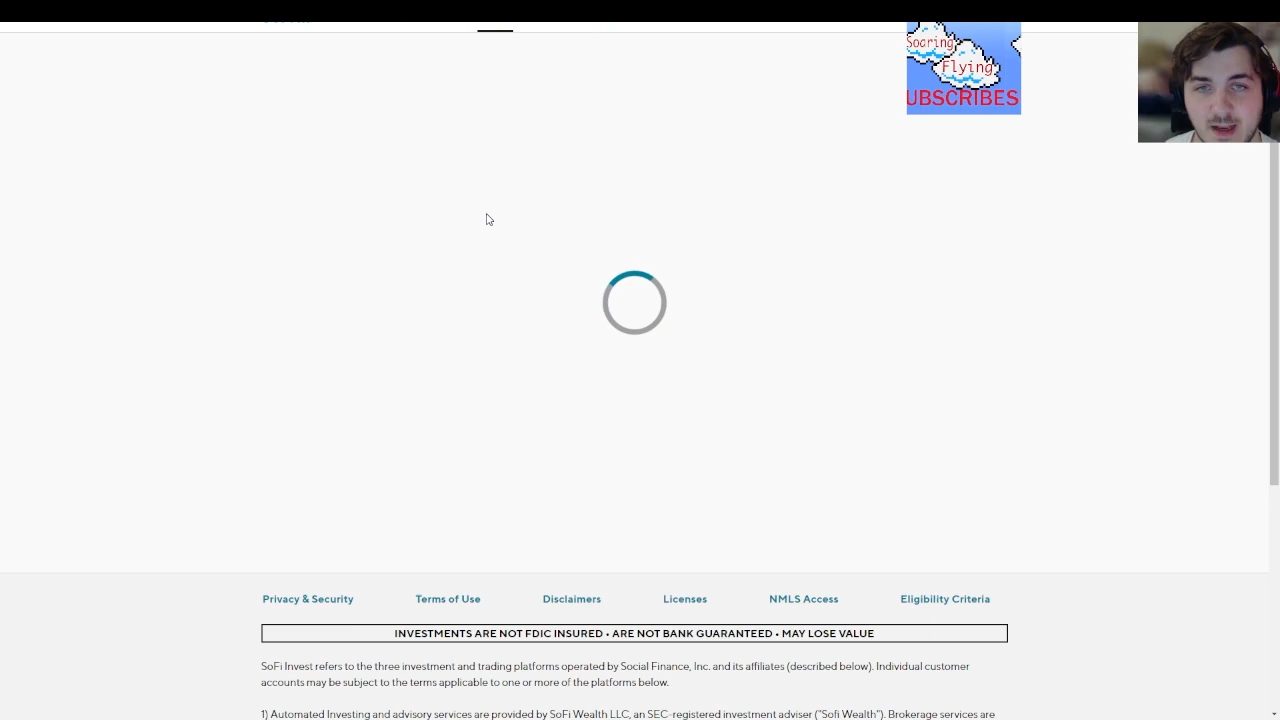 Soaring
Flying
UBSCRIBES
Privacy & Security
Terms of Use
Disclaimers
Licenses
NMLS Access
Eligibility Criteria
INVESTMENTS ARE NOT FDIC INSURED • ARE NOT BANK GUARANTEED • MAY LOSE VALUE
SoFi Invest refers to the three investment and trading platforms operated by Social Finance, Inc. and its affiliates (described below). Individual customer
accounts may be subject to the terms applicable to one or more of the platforms below.
1) Automated Investing and advisory services are provided by SoFi Wealth LLC, an SEC-registered investment adviser ("Sofi Wealth"). Brokerage services are